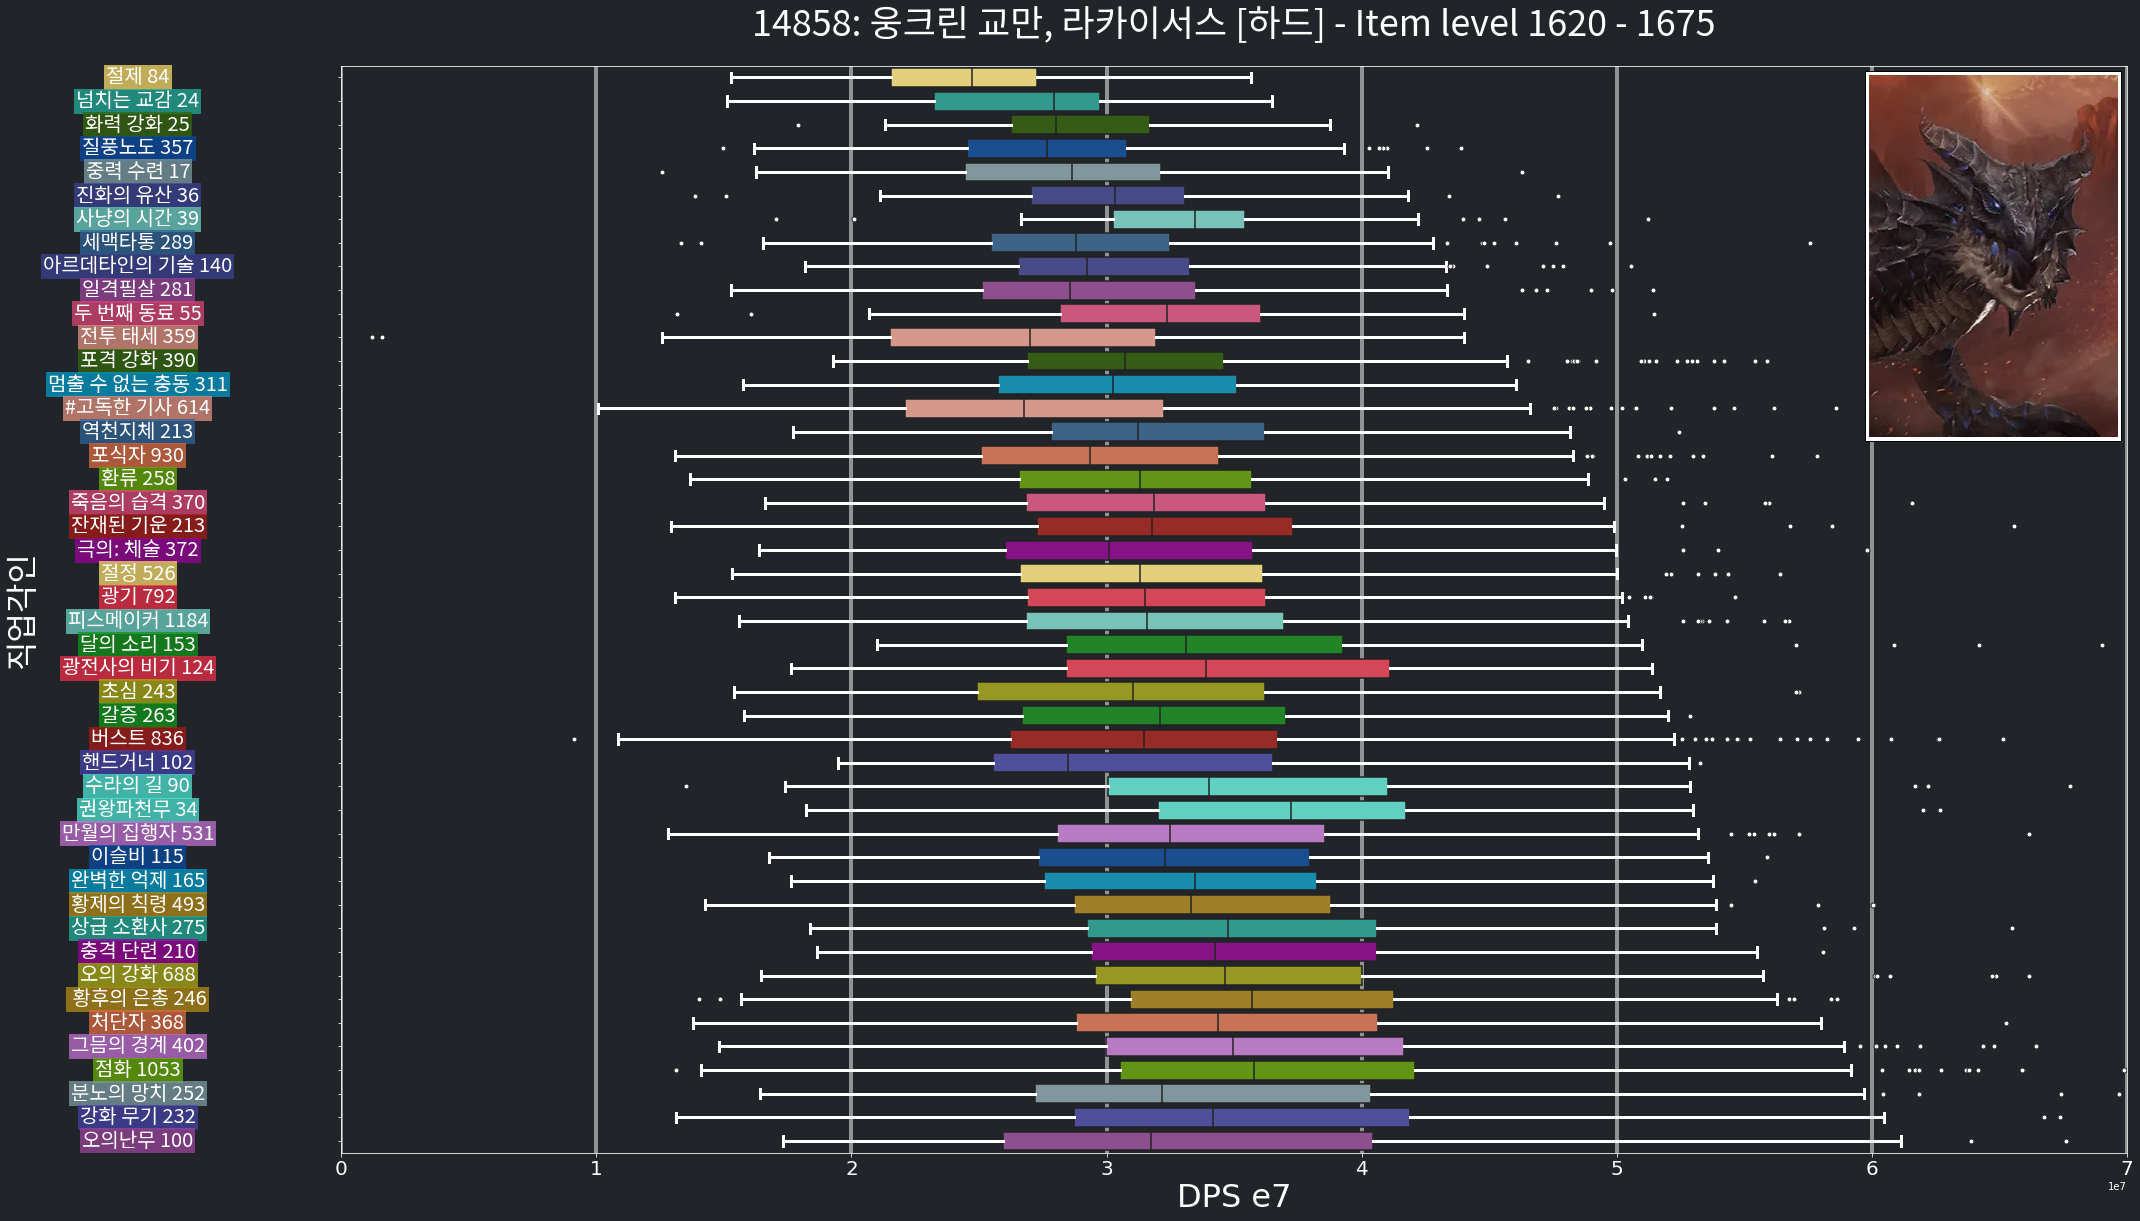 14858: 웅크린 교만, 라카이서스 [하드] - Item level 1620 - 1675
직업각인
절제 84
넘치는 교감 24
화력 강화 25
질풍노도 357
중력 수련 17
진화의 유산 36
사냥의 시간 39
세맥타통 289
아르데타인의 기술 140
일격필살 281
두 번째 동료 55
전투 태세 359
포격 강화 390
멈출 수 없는 충동 311
#고독한 기사 614
역천지체 213
포식자 930
환류 258
죽음의 습격 370
잔재된 기운 213
극의: 체술 372
절정 526
광기 792
피스메이커 1184
달의 소리 153
광전사의 비기 124
초심 243
갈증 263
버스트 836
핸드거너 102
수라의 길 90
권왕파천무 34
만월의 집행자 531
이슬비 115
완벽한 억제 165
황제의 칙령 493
상급 소환사 275
충격 단련 210
오의 강화 688
황후의 은총 246
처단자 368
그믐의 경계 402
점화 1053
분노의 망치 252
강화 무기 232
오의난무 100
0 1 2 3 4 5 6 7
DPS e7
1e7